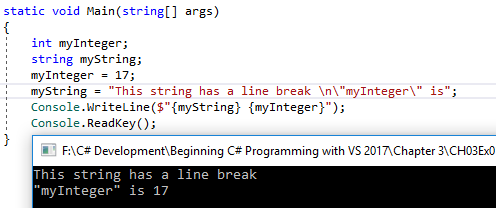 static void Main(string[] args)
{
    int myInteger;
    string myString;
    myInteger = 17;
    myString = "This string has a line break \n\"myInteger\" is";
    Console.WriteLine($"{myString} {myInteger}");
    Console.ReadKey();
}
F:\C# Development\Beginning C# Programming with VS 2017\Chapter 3\CH03Ex0
This string has a line break
"myInteger" is 17